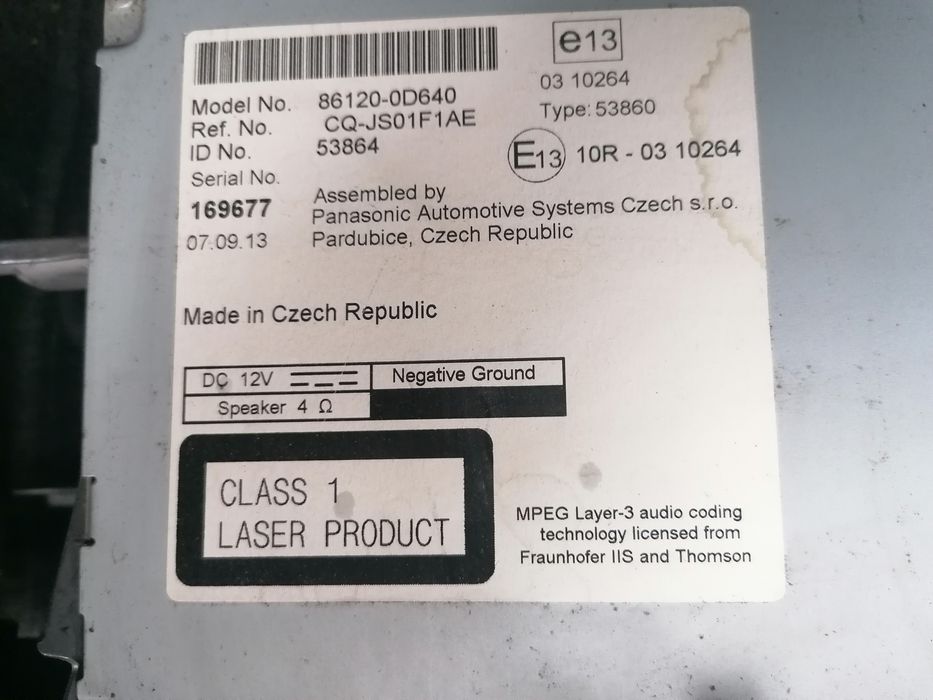 e13
03 10264
Type: 53860
E13 10R - 03 10264
Model No. 86120-0D640
Ref. No. CQ-JS01F1AE
ID No. 53864
Serial No.
169677
07.09.13
Assembled by
Panasonic Automotive Systems Czech s.r.o.
Pardubice, Czech Republic
Made in Czech Republic
DC 12V
Negative Ground
Speaker 4 Ω
CLASS 1
LASER PRODUCT
MPEG Layer-3 audio coding
technology licensed from
Fraunhofer IIS and Thomson